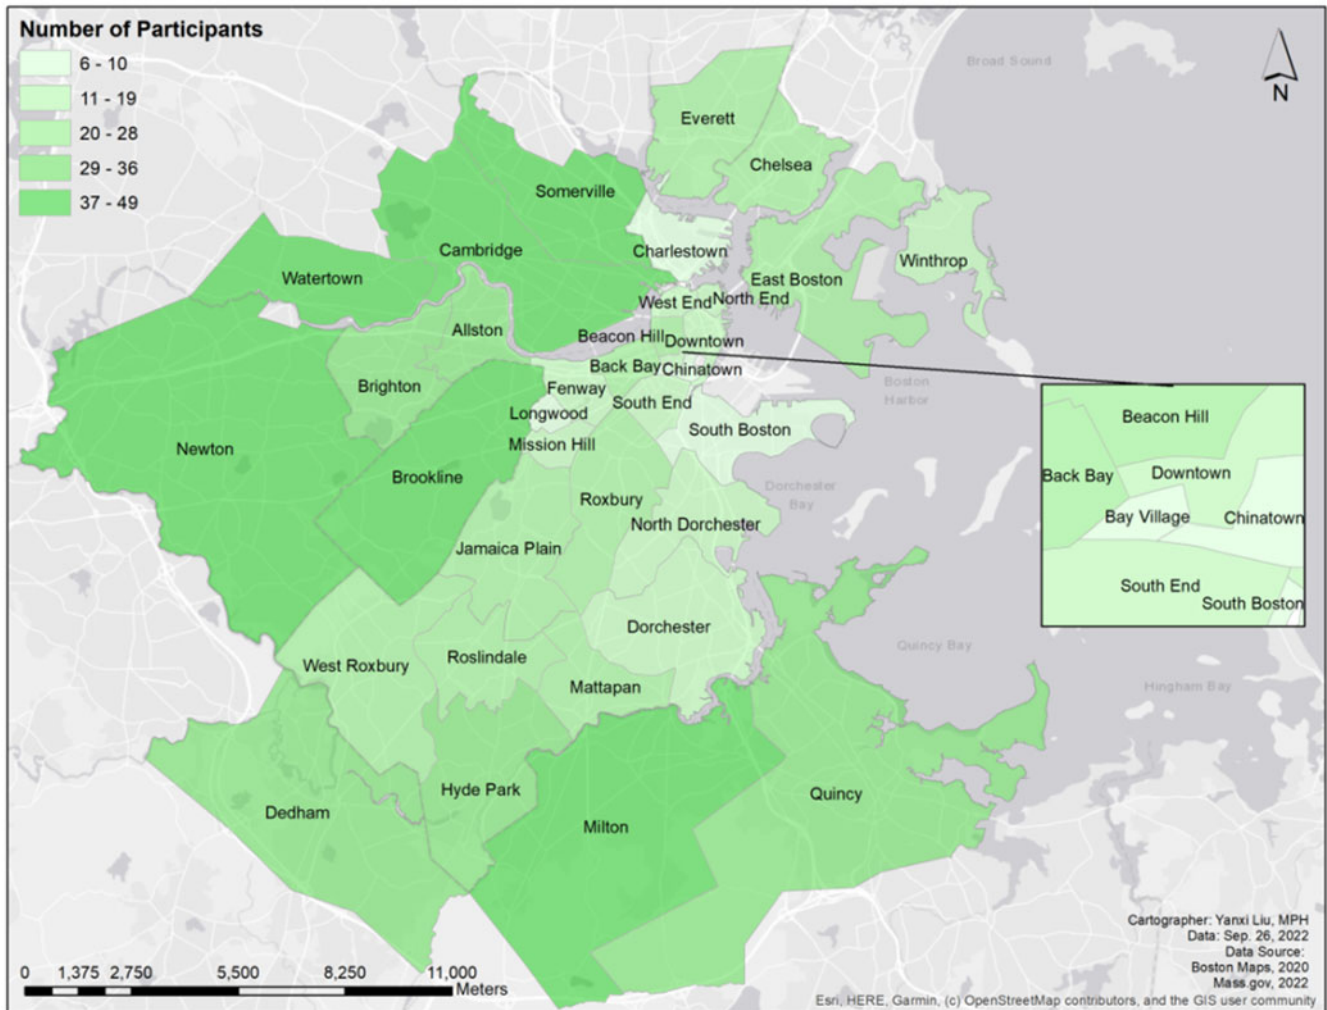 Number of Participants
6 - 10
11 - 19
20 - 28
29 - 36
37 - 49
Broad Sound
N
Everett
Chelsea
Somerville
Charlestown
Cambridge
Winthrop
Watertown
East Boston
West End
North End
Allston
Beacon Hill
Downtown
Back Bay
Chinatown
Brighton
Fenway
South End
Boston
Harbor
Longwood
South Boston
Mission Hill
Newton
Brookline
Dorchester
Bay
Roxbury
North Dorchester
Jamaica Plain
Beacon Hill
Back Bay
Downtown
Bay Village
Chinatown
South End
South Boston
Dorchester
Quincy Bay
West Roxbury
Roslindale
Mattapan
Hingham Bay
Hyde Park
Quincy
Dedham
Milton
Cartographer: Yanxi Liu, MPH
Data: Sep. 26, 2022
Data Source:
Boston Maps, 2020
Mass.gov, 2022
0 1,375 2,750 5,500 8,250 11,000
Meters
Esri, HERE, Garmin, (c) OpenStreetMap contributors, and the GIS user community